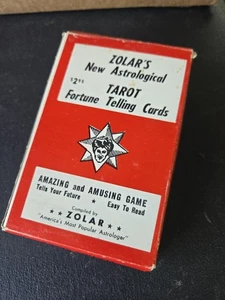 ZOLAR'S
New Astrological
$2.95
TAROT
Fortune Telling Cards
AMAZING and AMUSING GAME
Tells Your Future • Easy To Read
Compiled by
★★ ZOLAR ★★
"America's Most Popular Astrologer"